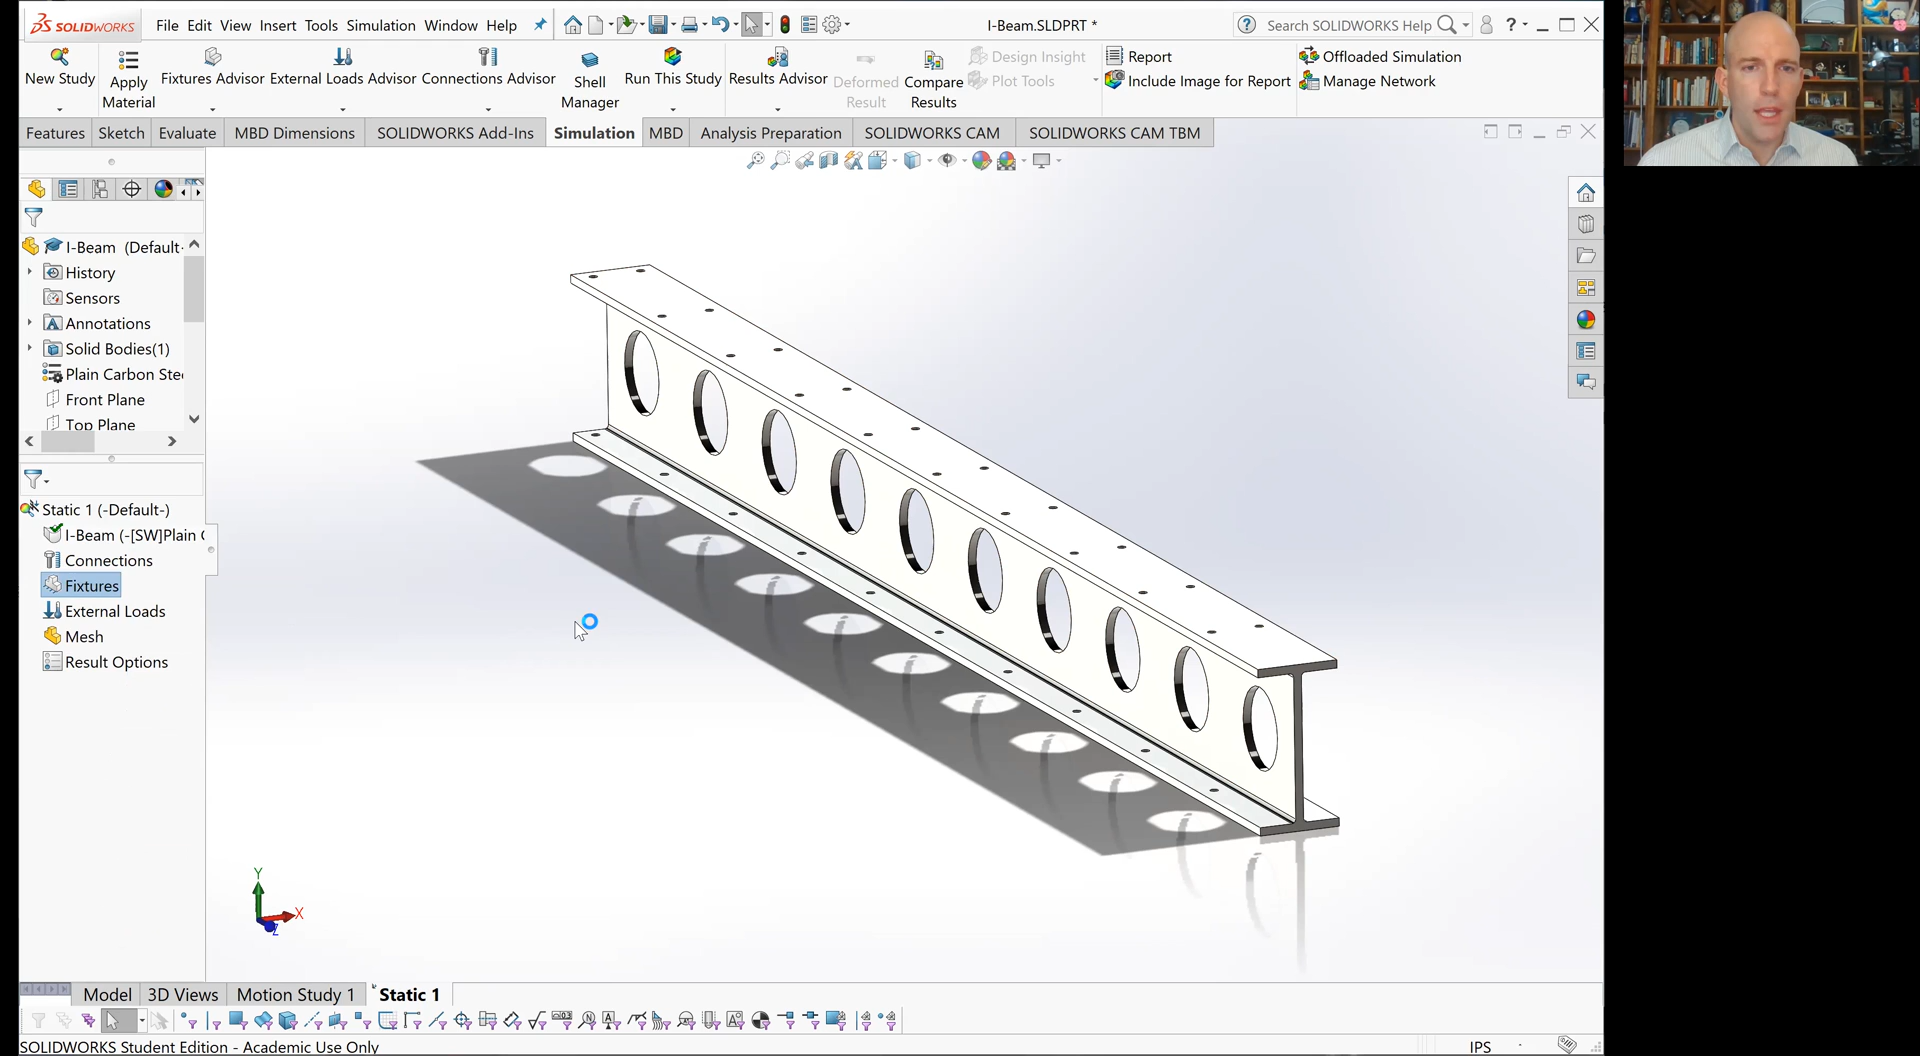 SOLIDWORKS File Edit View Insert Tools Simulation Window Help I-Beam.SLDPRT * Search SOLIDWORKS Help ?
New Study Apply Material Fixtures Advisor External Loads Advisor Connections Advisor Shell Manager Run This Study Results Advisor Deformed Result Compare Results Design Insight Plot Tools Report Include Image for Report Offloaded Simulation Manage Network
Features Sketch Evaluate MBD Dimensions SOLIDWORKS Add-Ins Simulation MBD Analysis Preparation SOLIDWORKS CAM SOLIDWORKS CAM TBM
I-Beam (Default-
History
Sensors
Annotations
Solid Bodies(1)
Plain Carbon Stee
Front Plane
Top Plane
Static 1 (-Default-)
I-Beam (-[SW]Plain C
Connections
Fixtures
External Loads
Mesh
Result Options
Y
X
Z
Model 3D Views Motion Study 1 Static 1
SOLIDWORKS Student Edition - Academic Use Only IPS